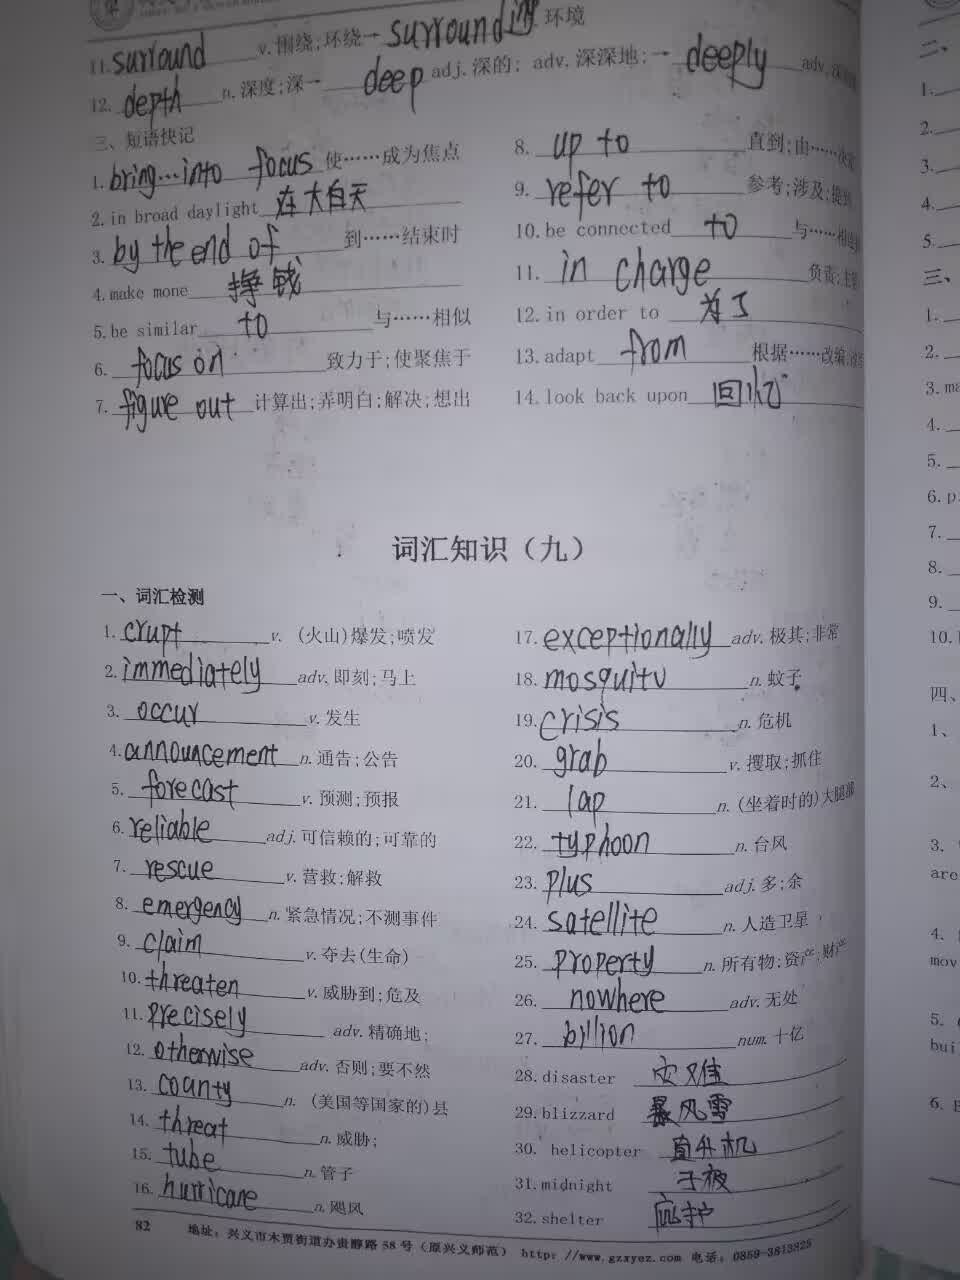 11. surround v. 围绕;环绕→ surrounding 环境
12. depth n. 深度;深→ deep adj. 深的; adv. 深深地;→ deeply adv.
三、短语快记
1. bring…into focus 使……成为焦点
2. in broad daylight 在大白天
3. by the end of 到……结束时
4. make mone 挣钱
5. be similar to 与……相似
6. focus on 致力于;使聚焦于
7. figure out 计算出;弄明白;解决;想出
8. up to 直到;由……
9. refer to 参考;涉及;
10. be connected to 与……
11. in charge 负责;
12. in order to 为了
13. adapt from 根据……改编;
14. look back upon 回忆
词汇知识（九）
一、词汇检测
1. erupt v. (火山)爆发;喷发
2. immediately adv. 即刻;马上
3. occur v. 发生
4. announcement n. 通告;公告
5. forecast v. 预测;预报
6. reliable adj. 可信赖的;可靠的
7. rescue v. 营救;解救
8. emergency n. 紧急情况;不测事件
9. claim v. 夺去(生命)
10. threaten v. 威胁到;危及
11. precisely adv. 精确地;
12. otherwise adv. 否则;要不然
13. county n. (美国等国家的)县
14. threat n. 威胁;
15. tube n. 管子
16. hurricane n. 飓风
17. exceptionally adv. 极其;非常
18. mosquito n. 蚊子
19. crisis n. 危机
20. grab v. 攫取;抓住
21. lap n. (坐着时的)大腿部
22. typhoon n. 台风
23. plus adj. 多;余
24. satellite n. 人造卫星
25. property n. 所有物;资产;财产
26. nowhere adv. 无处
27. billion num. 十亿
28. disaster 灾难
29. blizzard 暴风雪
30. helicopter 直升机
31. midnight 子夜
32. shelter 庇护
82 地址：兴义市木贾街道办贵醇路58号（原兴义师范） http：//www.gzxyez.com 电话：0859-3813825
二、
1.
2.
3.
4.
5.
三、
1.
2.
3. ma
4.
5.
6. p
7.
8.
9.
10.
四、
1、
2、
3.
are
4.
mov
5.
bui
6. E